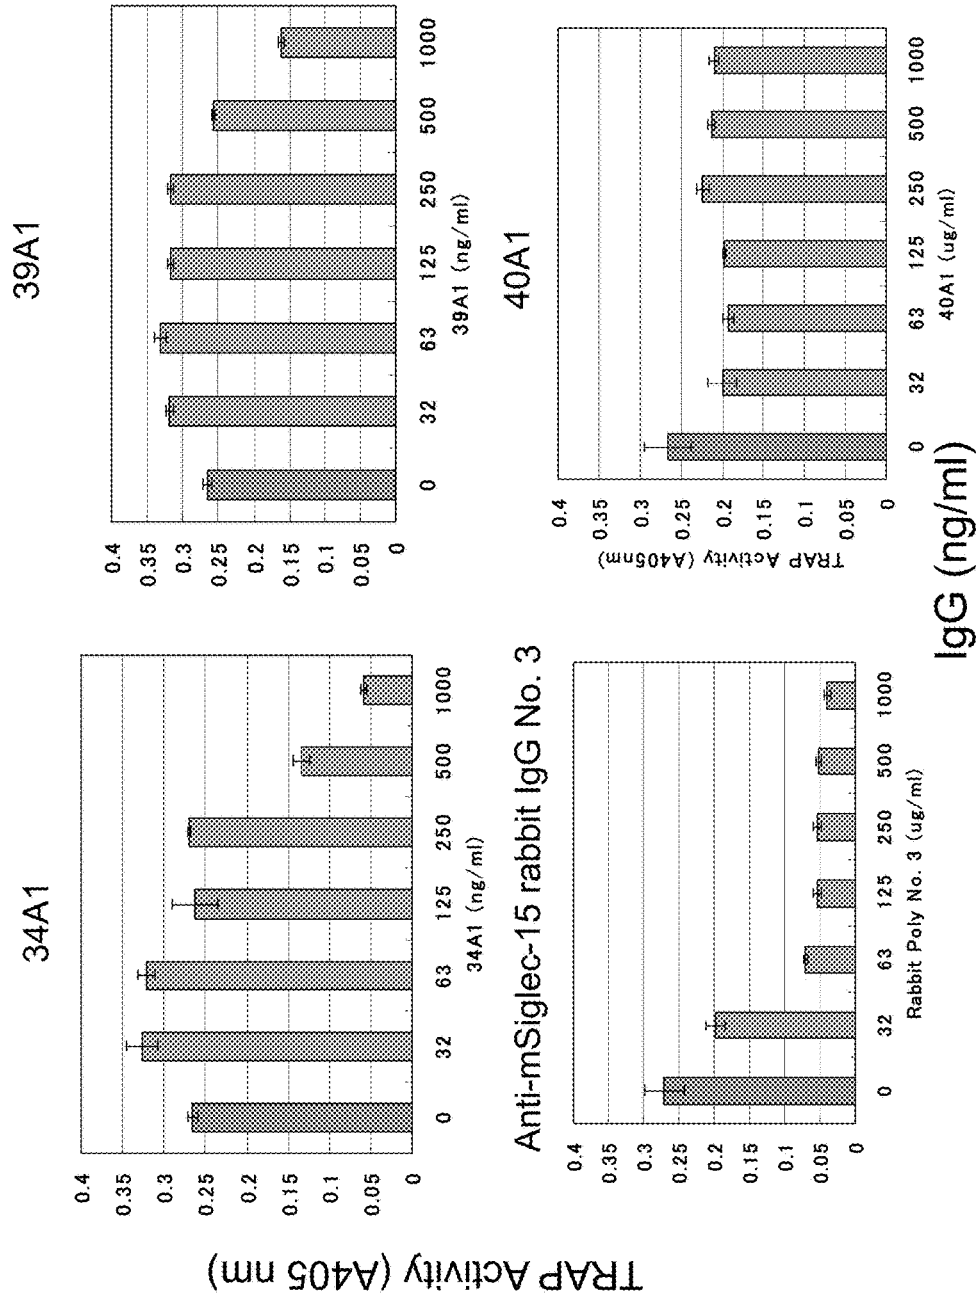 34A1
39A1
0.4
0.35
0.3
0.25
0.2
0.15
0.1
0.05
0
0 32 63 125 250 500 1000
34A1 (ng/ml)
0.4
0.35
0.3
0.25
0.2
0.15
0.1
0.05
0
0 32 63 125 250 500 1000
39A1 (ng/ml)
Anti-mSiglec-15 rabbit IgG No. 3
40A1
0.4
0.35
0.3
0.25
0.2
0.15
0.1
0.05
0
0 32 63 125 250 500 1000
Rabbit Poly No. 3 (ug/ml)
TRAP Activity (A405nm)
0.4
0.35
0.3
0.25
0.2
0.15
0.1
0.05
0
0 32 63 125 250 500 1000
40A1 (ug/ml)
TRAP Activity (A405 nm)
IgG (ng/ml)